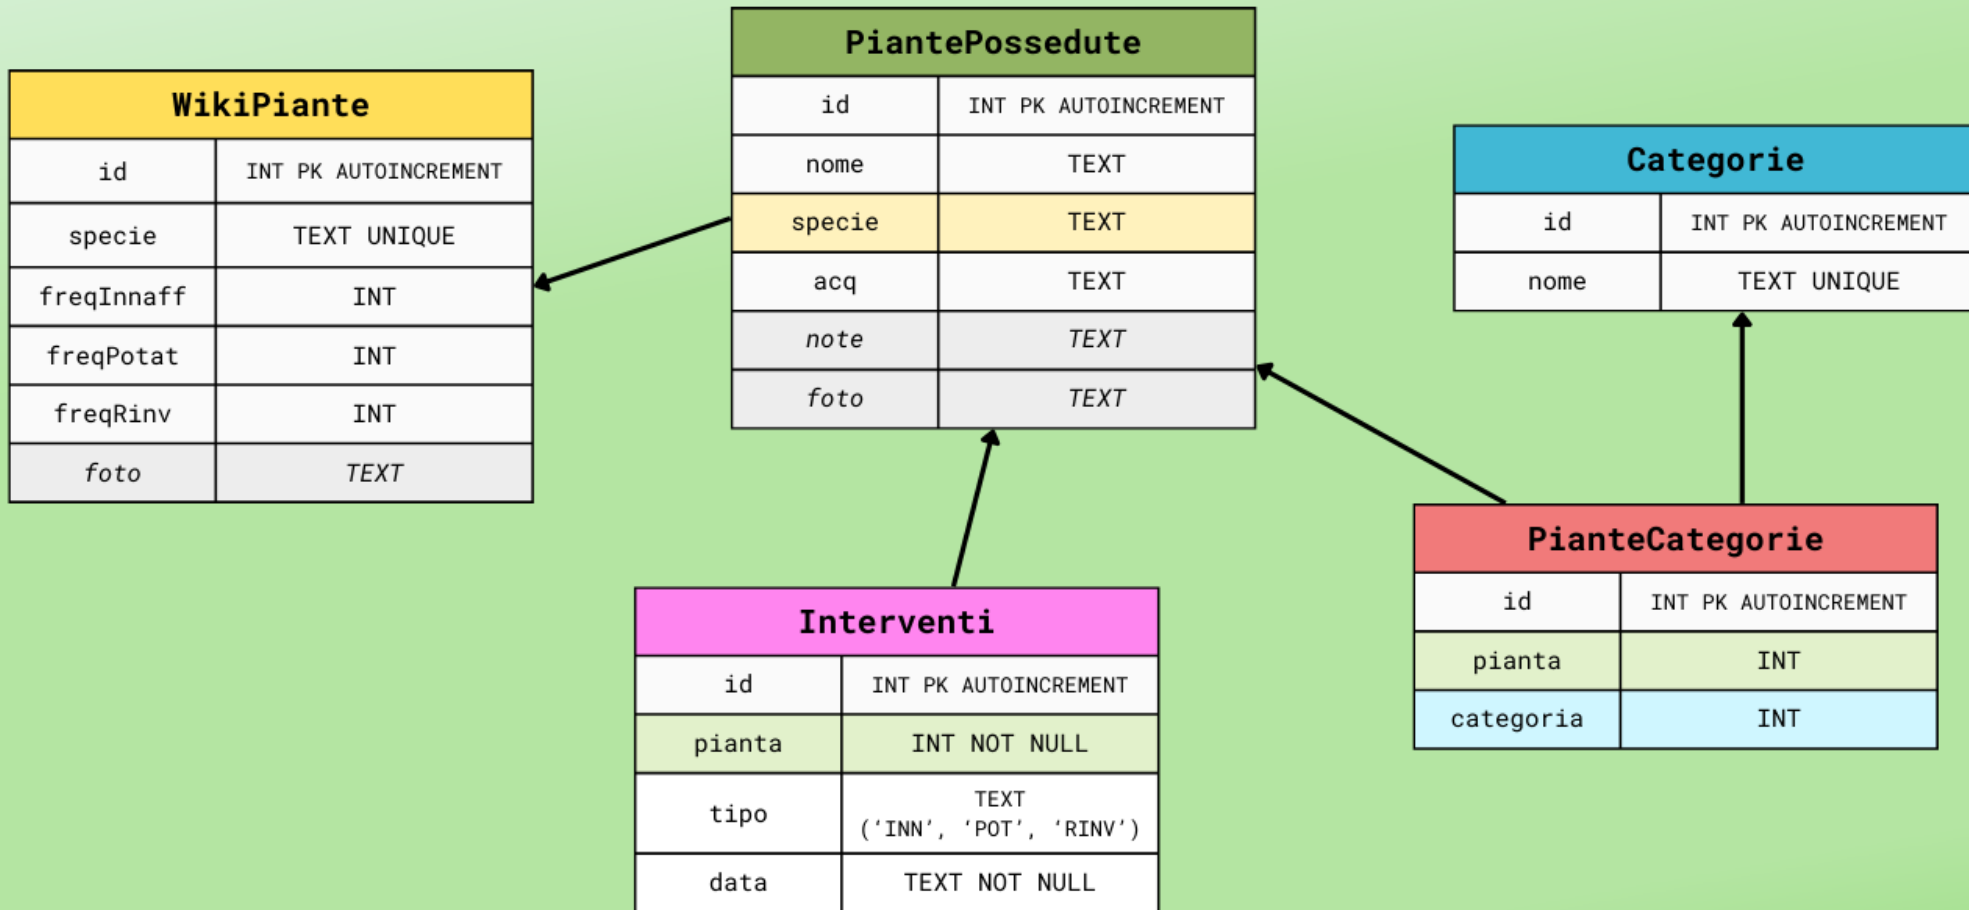 WikiPiante
id INT PK AUTOINCREMENT
specie TEXT UNIQUE
freqInnaff INT
freqPotat INT
freqRinv INT
foto TEXT
PiantePossedute
id INT PK AUTOINCREMENT
nome TEXT
specie TEXT
acq TEXT
note TEXT
foto TEXT
Categorie
id INT PK AUTOINCREMENT
nome TEXT UNIQUE
Interventi
id INT PK AUTOINCREMENT
pianta INT NOT NULL
tipo TEXT
(‘INN’, ‘POT’, ‘RINV’)
data TEXT NOT NULL
PianteCategorie
id INT PK AUTOINCREMENT
pianta INT
categoria INT